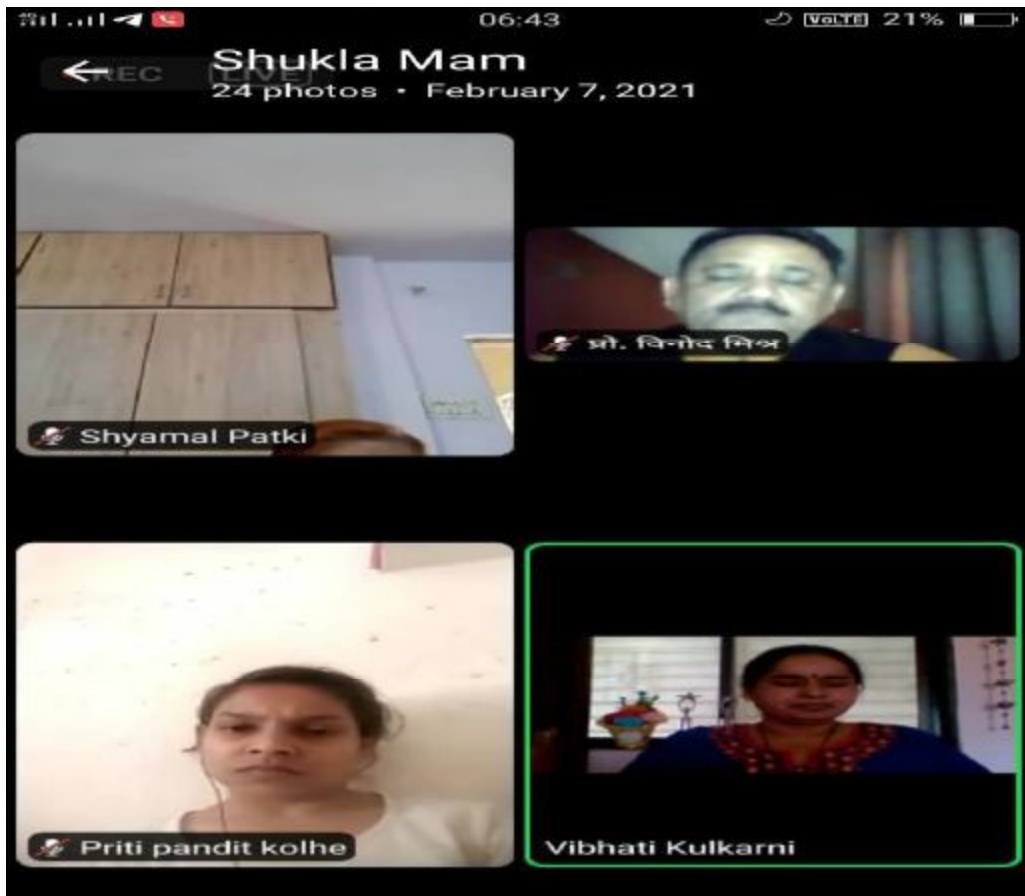 06:43
VoLTE 21%
REC LIVE
Shukla Mam
24 photos • February 7, 2021
Shyamal Patki
प्रो. विनोद मिश्र
Priti pandit kolhe
Vibhati Kulkarni